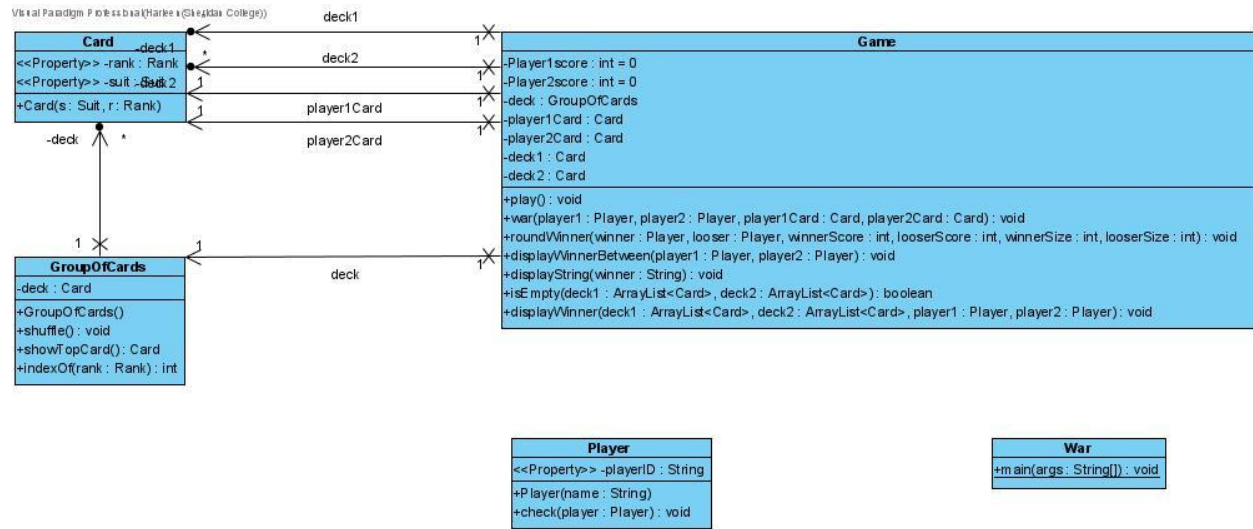 Visual Paradigm Professional(Harleen(Sheridan College))
deck1
Card
-deck1
<<Property>> -rank : Rank
*
<<Property>> -suit : Suit
-deck2
+Card(s : Suit, r : Rank)
1
deck2
1
1
1
player1Card
1
1
player2Card
Game
-Player1score : int = 0
-Player2score : int = 0
-deck : GroupOfCards
-player1Card : Card
-player2Card : Card
-deck1 : Card
-deck2 : Card
+play() : void
+war(player1 : Player, player2 : Player, player1Card : Card, player2Card : Card) : void
+roundWinner(winner : Player, looser : Player, winnerScore : int, looserScore : int, winnerSize : int, looserSize : int) : void
+displayWinnerBetween(player1 : Player, player2 : Player) : void
+displayString(winner : String) : void
+isEmpty(deck1 : ArrayList<Card>, deck2 : ArrayList<Card>) : boolean
+displayWinner(deck1 : ArrayList<Card>, deck2 : ArrayList<Card>, player1 : Player, player2 : Player) : void
-deck
*
1
1
deck
1
GroupOfCards
-deck : Card
+GroupOfCards()
+shuffle() : void
+showTopCard() : Card
+indexOf(rank : Rank) : int
Player
<<Property>> -playerID : String
+Player(name : String)
+check(player : Player) : void
War
+main(args : String[]) : void